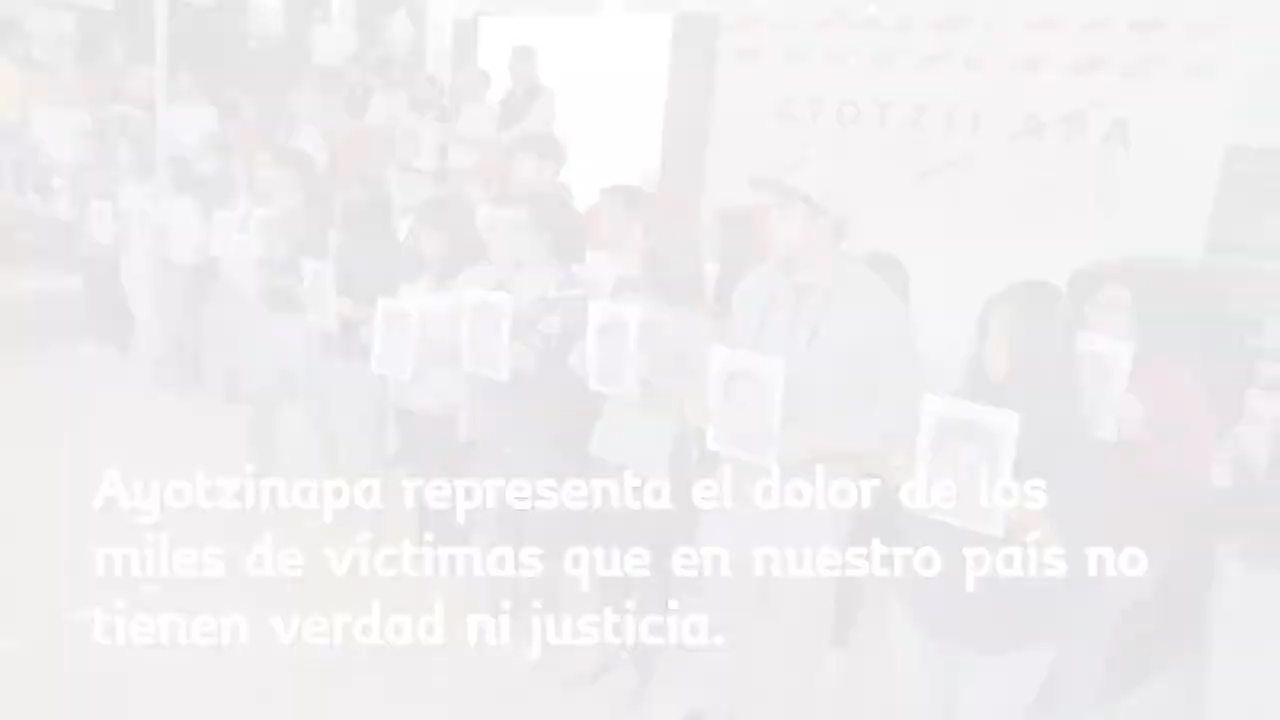 Ayotzinapa representa el dolor de los
miles de víctimas que en nuestro país no
tienen verdad ni justicia.